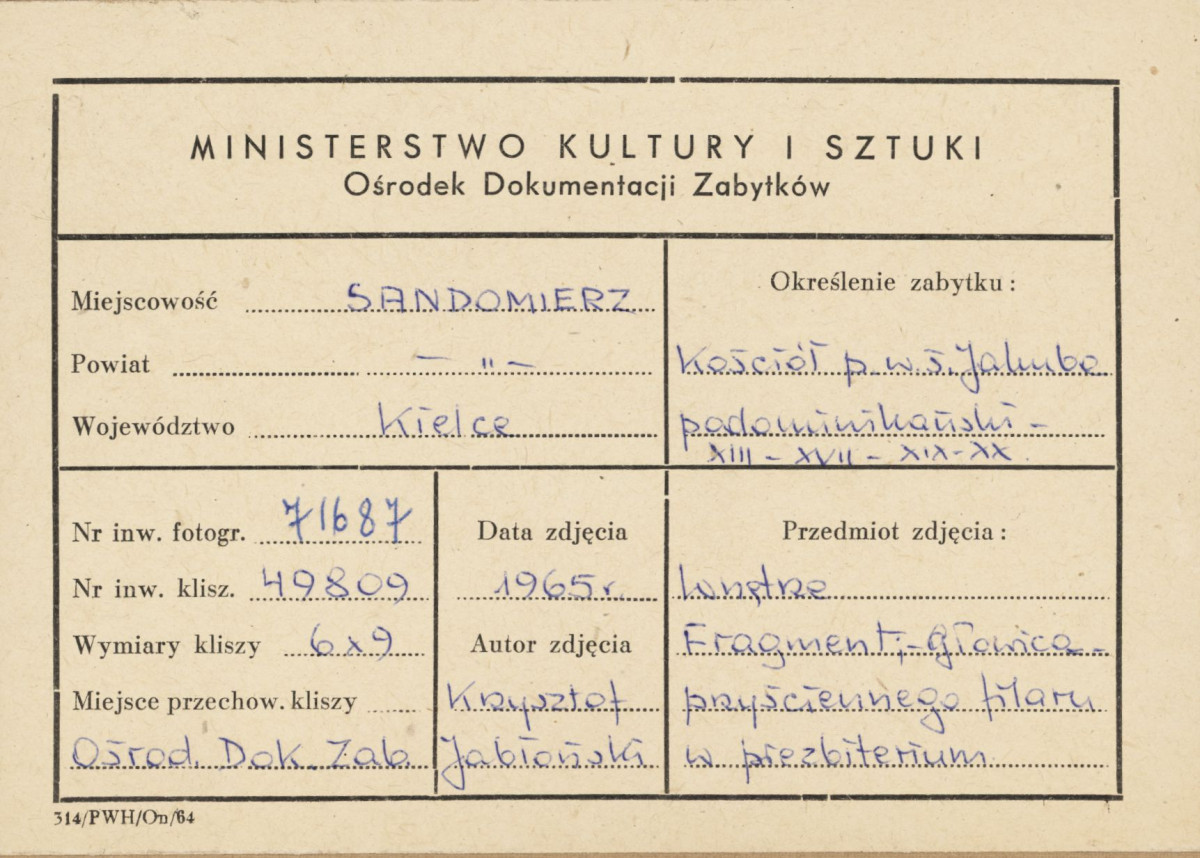 MINISTERSTWO KULTURY I SZTUKI
Ośrodek Dokumentacji Zabytków
Miejscowość SANDOMIERZ
Powiat — " —
Województwo Kielce
Określenie zabytku:
Kościół p.w.ś. Jakuba
podominikański -
XIII - XVII - XIX-XX.
Nr inw. fotogr. 71687
Nr inw. klisz. 49809
Wymiary kliszy 6x9
Miejsce przechow. kliszy
Ośrod. Dok. Zab.
Data zdjęcia
1965 r.
Autor zdjęcia
Krzysztof
Jabłoński
Przedmiot zdjęcia:
Wnętrze
Fragment;-Głowica-
przyściennego filaru
w prezbiterium.
314/PWH/On/64